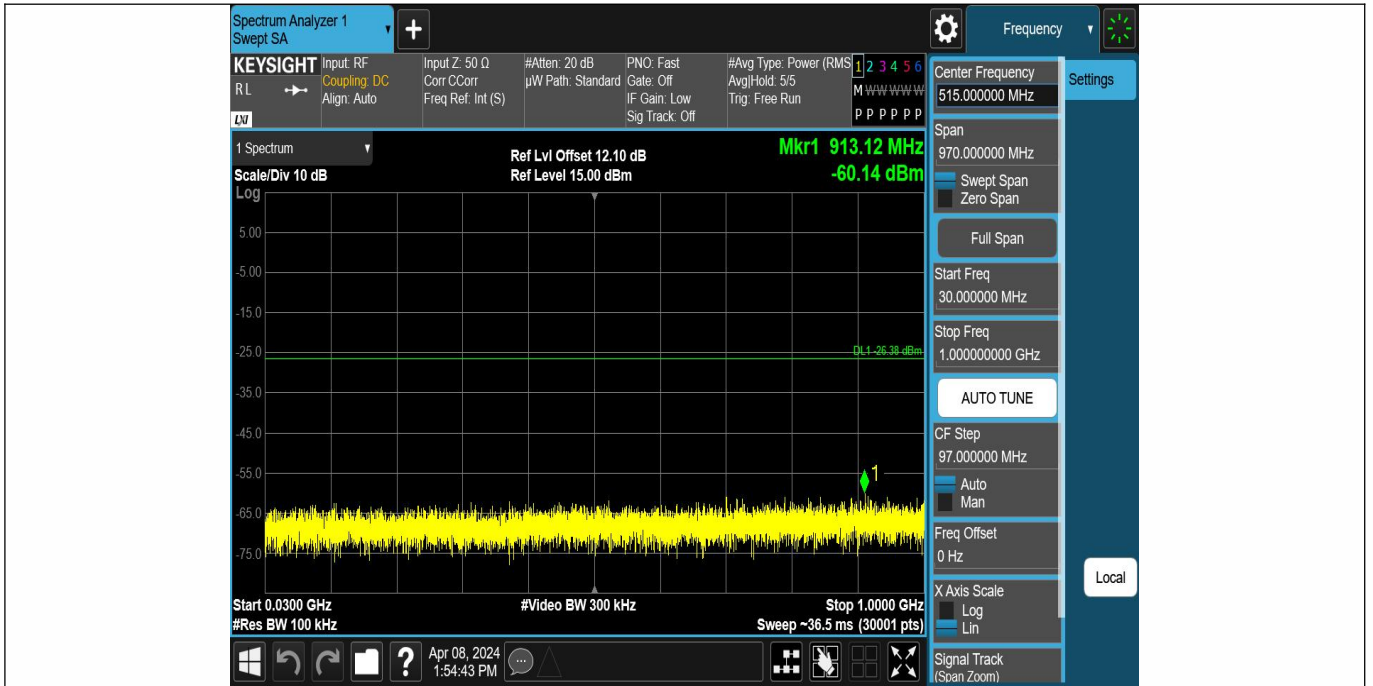 Spectrum Analyzer 1
Swept SA
Frequency
KEYSIGHT
RL
LXI
Input: RF
Coupling: DC
Align: Auto
Input Z: 50 Ω
Corr CCorr
Freq Ref: Int (S)
#Atten: 20 dB
µW Path: Standard
PNO: Fast
Gate: Off
IF Gain: Low
Sig Track: Off
#Avg Type: Power (RMS
Avg|Hold: 5/5
Trig: Free Run
1 2 3 4 5 6
M W W W W W
P P P P P P
1 Spectrum
Scale/Div 10 dB
Ref Lvl Offset 12.10 dB
Ref Level 15.00 dBm
Mkr1 913.12 MHz
-60.14 dBm
Log
5.00
-5.00
-15.0
-25.0
DL1 -26.38 dBm
-35.0
-45.0
-55.0
1
-65.0
-75.0
Start 0.0300 GHz
#Video BW 300 kHz
Stop 1.0000 GHz
#Res BW 100 kHz
Sweep ~36.5 ms (30001 pts)
Apr 08, 2024
1:54:43 PM
Center Frequency
515.000000 MHz
Settings
Span
970.000000 MHz
Swept Span
Zero Span
Full Span
Start Freq
30.000000 MHz
Stop Freq
1.000000000 GHz
AUTO TUNE
CF Step
97.000000 MHz
Auto
Man
Freq Offset
0 Hz
Local
X Axis Scale
Log
Lin
Signal Track
(Span Zoom)